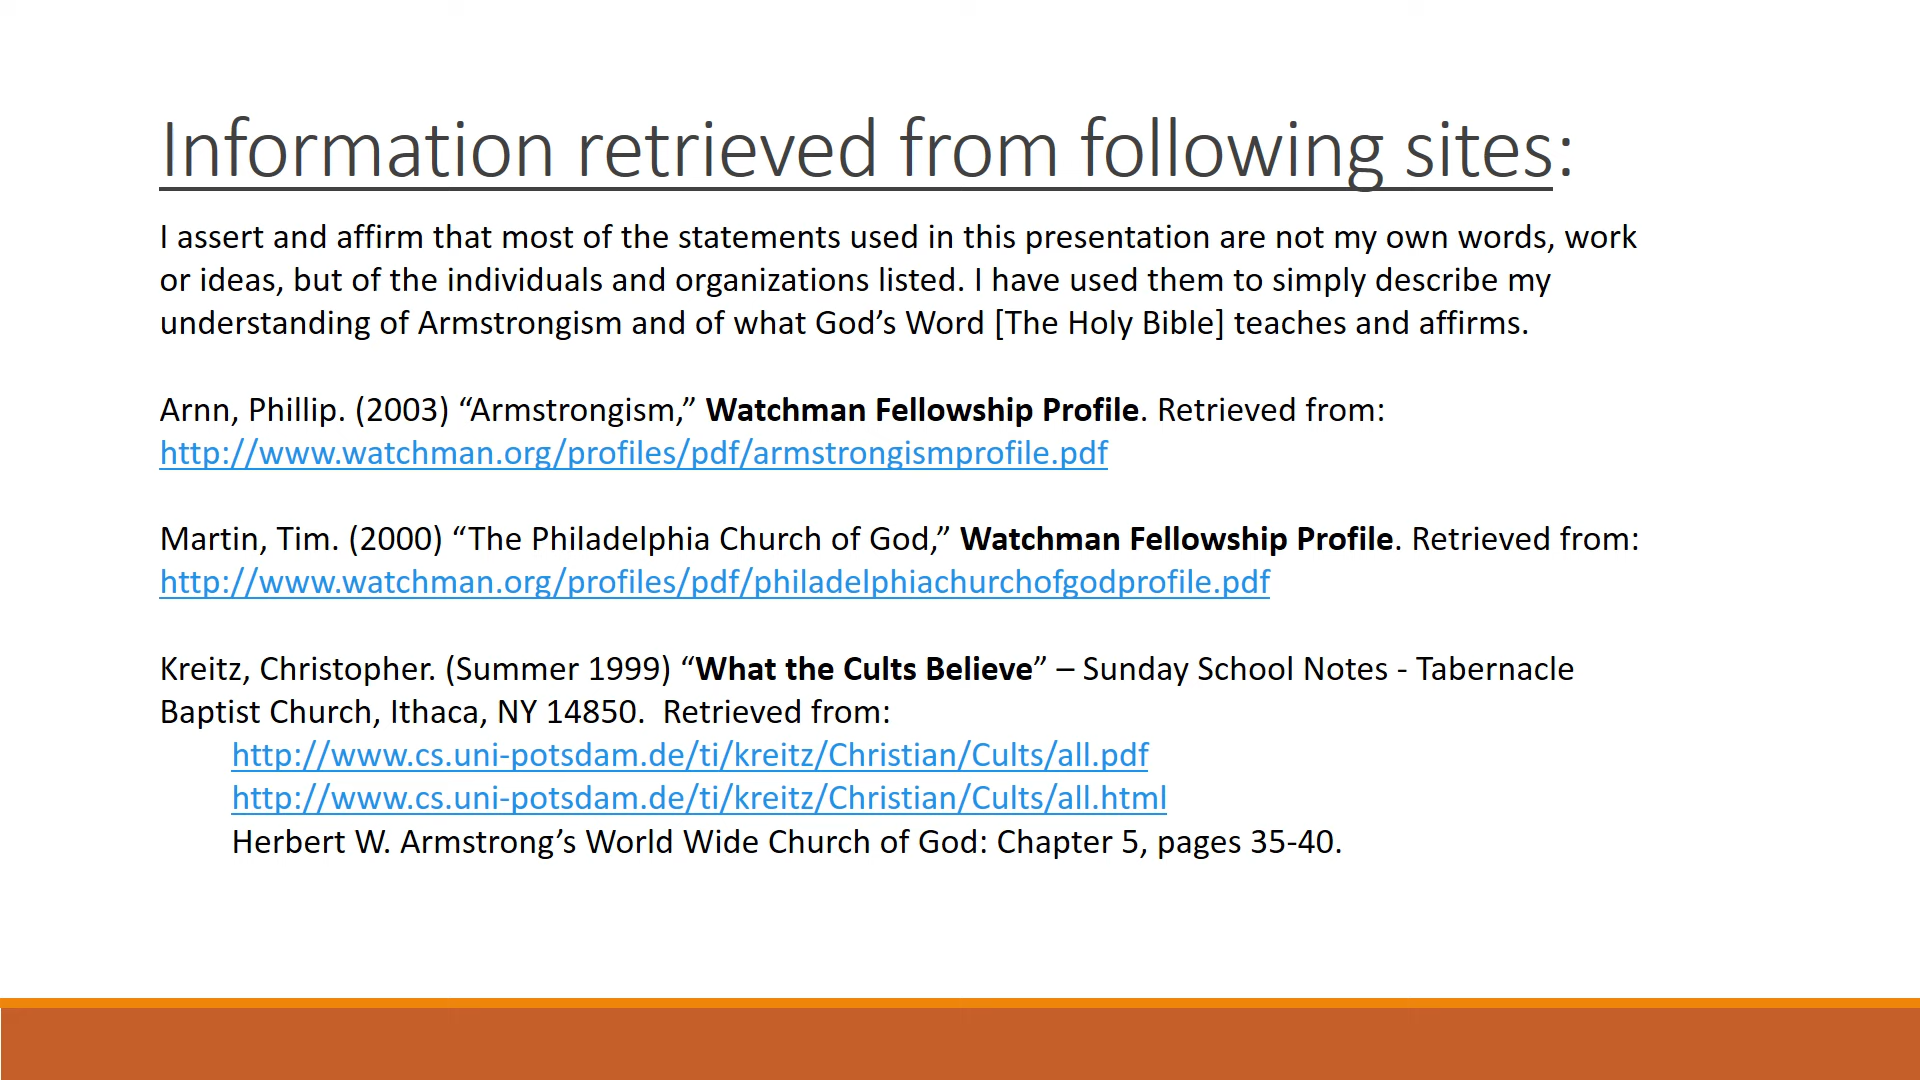 Information retrieved from following sites:
I assert and affirm that most of the statements used in this presentation are not my own words, work
or ideas, but of the individuals and organizations listed. I have used them to simply describe my
understanding of Armstrongism and of what God’s Word [The Holy Bible] teaches and affirms.
Arnn, Phillip. (2003) “Armstrongism,” Watchman Fellowship Profile. Retrieved from:
http://www.watchman.org/profiles/pdf/armstrongismprofile.pdf
Martin, Tim. (2000) “The Philadelphia Church of God,” Watchman Fellowship Profile. Retrieved from:
http://www.watchman.org/profiles/pdf/philadelphiachurchofgodprofile.pdf
Kreitz, Christopher. (Summer 1999) “What the Cults Believe” – Sunday School Notes - Tabernacle
Baptist Church, Ithaca, NY 14850.  Retrieved from:
http://www.cs.uni-potsdam.de/ti/kreitz/Christian/Cults/all.pdf
http://www.cs.uni-potsdam.de/ti/kreitz/Christian/Cults/all.html
Herbert W. Armstrong’s World Wide Church of God: Chapter 5, pages 35-40.